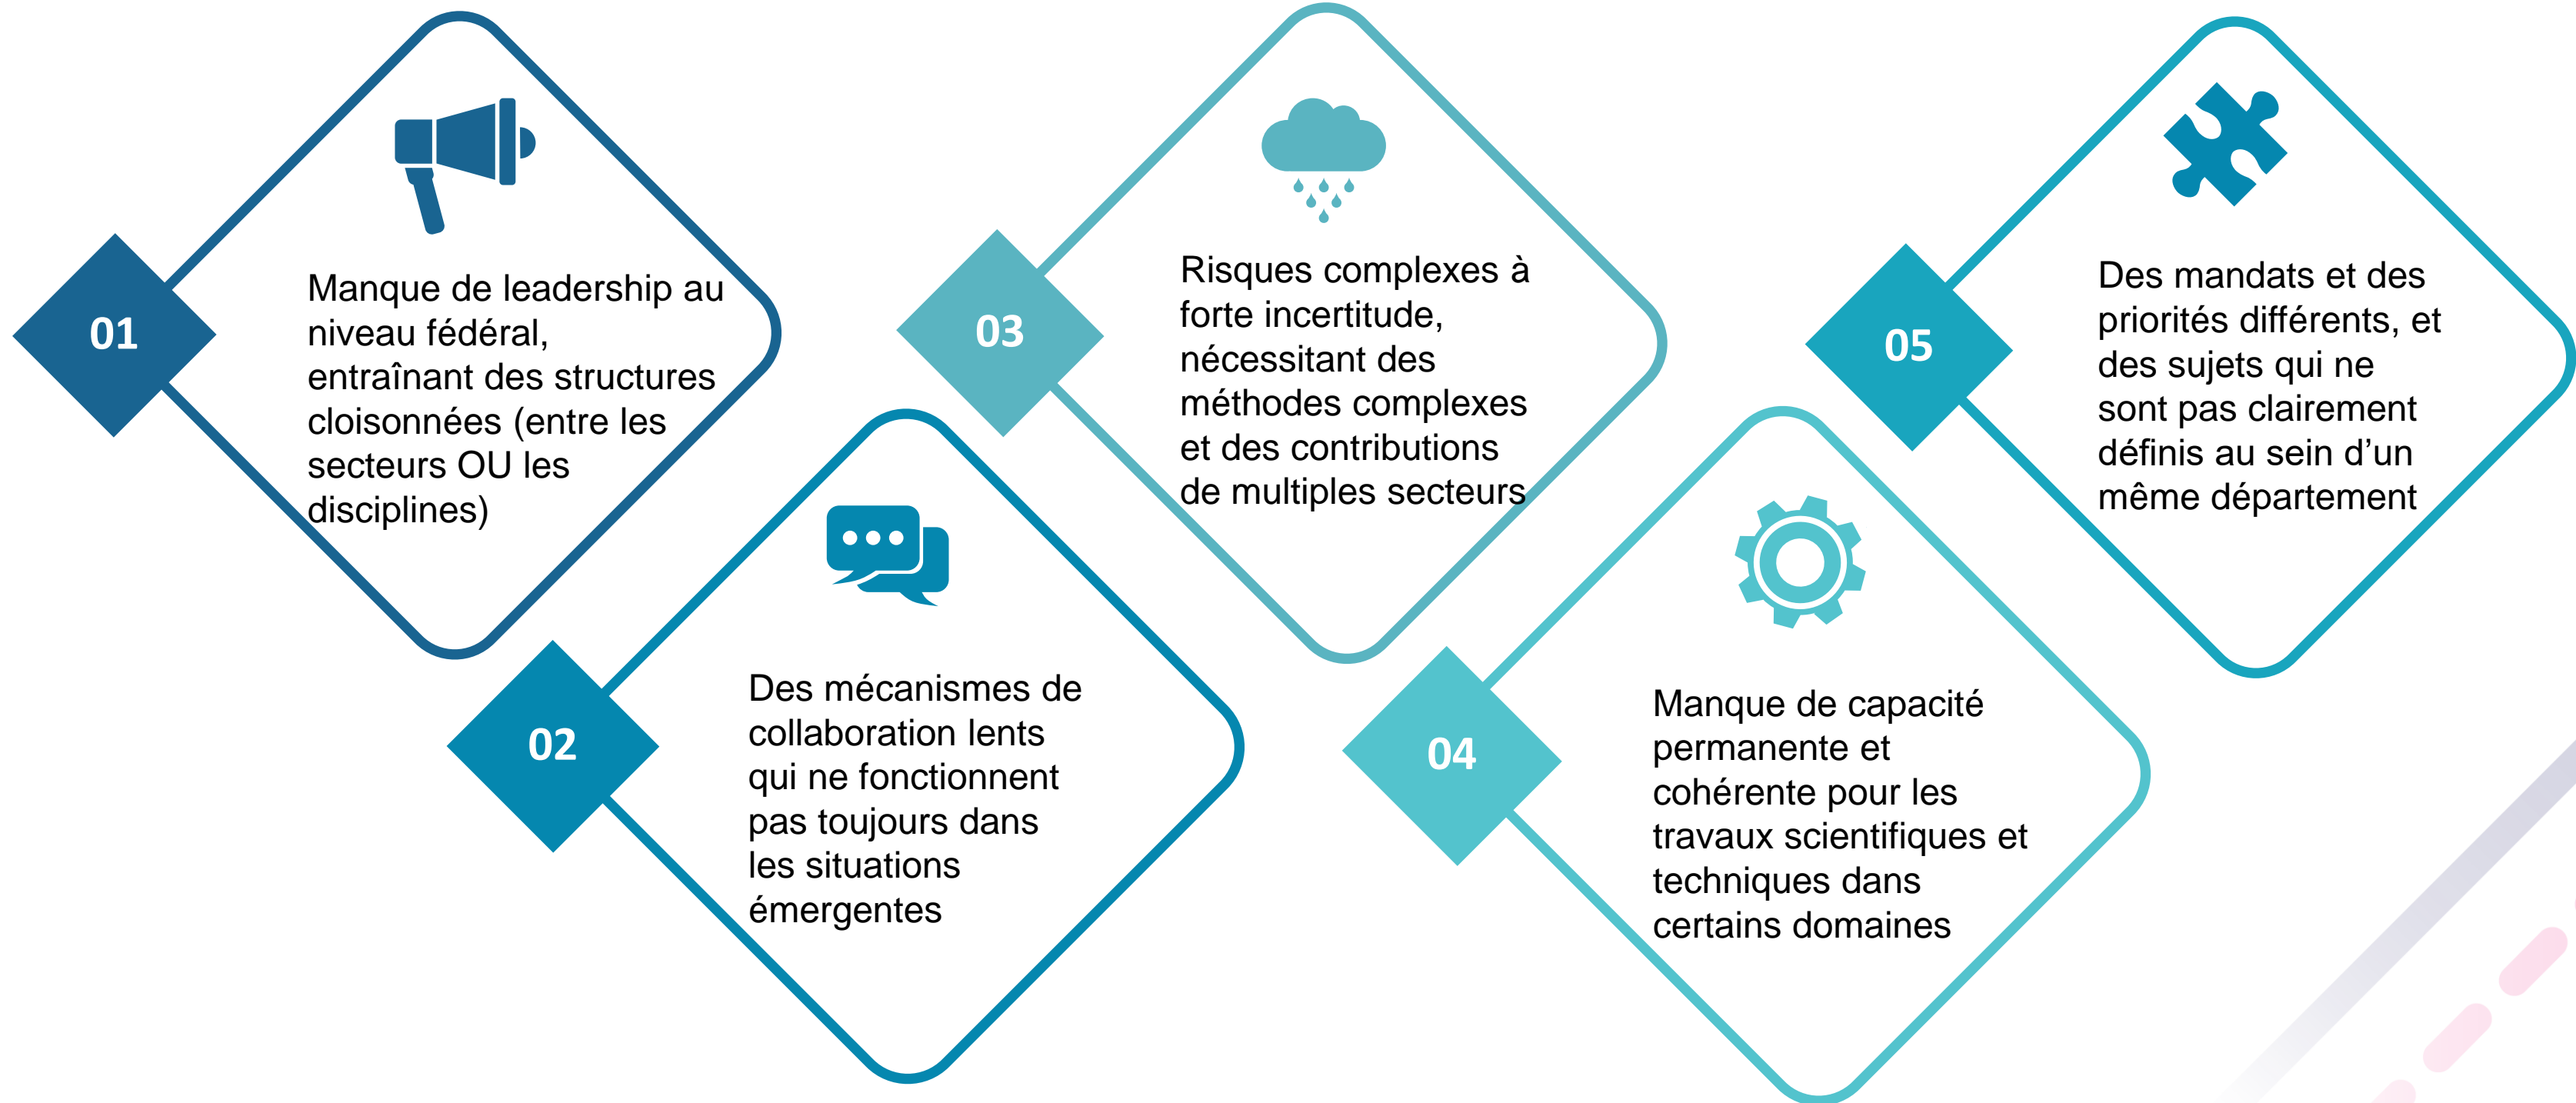 01
Manque de leadership au
niveau fédéral,
entraînant des structures
cloisonnées (entre les
secteurs OU les
disciplines)
02
Des mécanismes de
collaboration lents
qui ne fonctionnent
pas toujours dans
les situations
émergentes
03
Risques complexes à
forte incertitude,
nécessitant des
méthodes complexes
et des contributions
de multiples secteurs
04
Manque de capacité
permanente et
cohérente pour les
travaux scientifiques et
techniques dans
certains domaines
05
Des mandats et des
priorités différents, et
des sujets qui ne
sont pas clairement
définis au sein d’un
même département